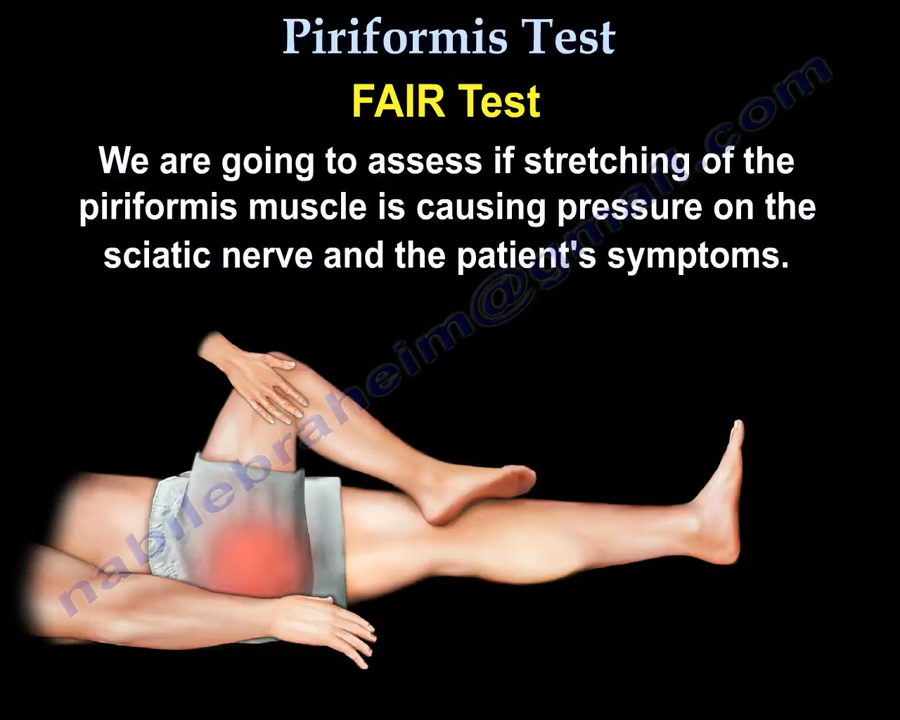 Piriformis Test
FAIR Test
We are going to assess if stretching of the
piriformis muscle is causing pressure on the
sciatic nerve and the patient's symptoms.
nabilebraheim@gmail.com